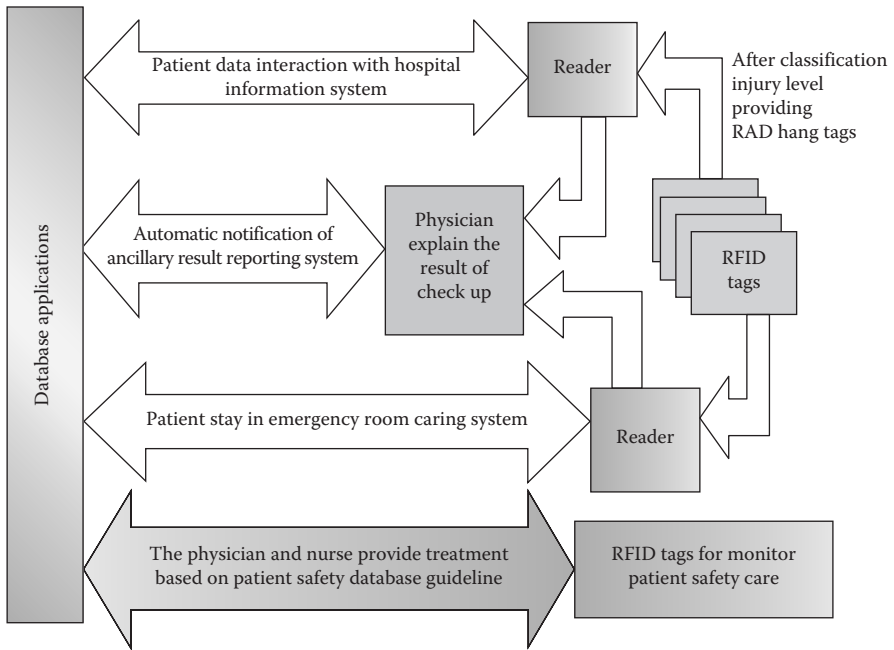 Database applications
Patient data interaction with hospital
information system
Reader
After classification
injury level
providing
RAD hang tags
Automatic notification of
ancillary result reporting system
Physician
explain the
result of
check up
RFID
tags
Patient stay in emergency room caring system
Reader
The physician and nurse provide treatment
based on patient safety database guideline
RFID tags for monitor
patient safety care